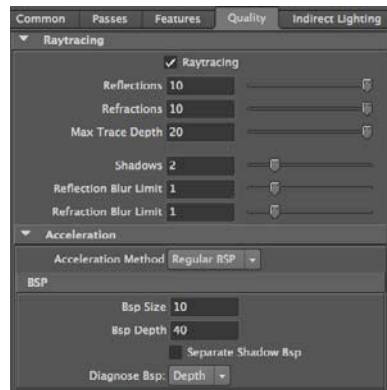 Common Passes Features Quality Indirect Lighting
Raytracing
Raytracing
Reflections 10
Refractions 10
Max Trace Depth 20
Shadows 2
Reflection Blur Limit 1
Refraction Blur Limit 1
Acceleration
Acceleration Method Regular BSP
BSP
Bsp Size 10
Bsp Depth 40
Separate Shadow Bsp
Diagnose Bsp: Depth